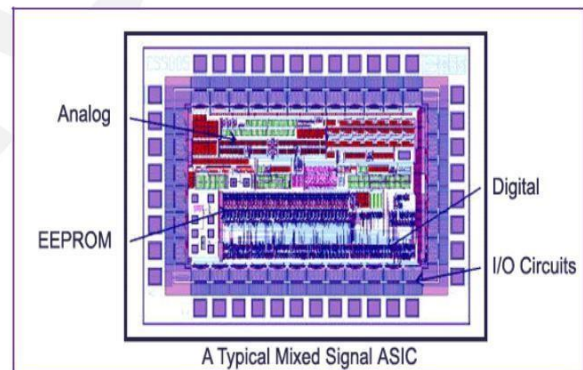 Analog
Digital
EEPROM
I/O Circuits
A Typical Mixed Signal ASIC